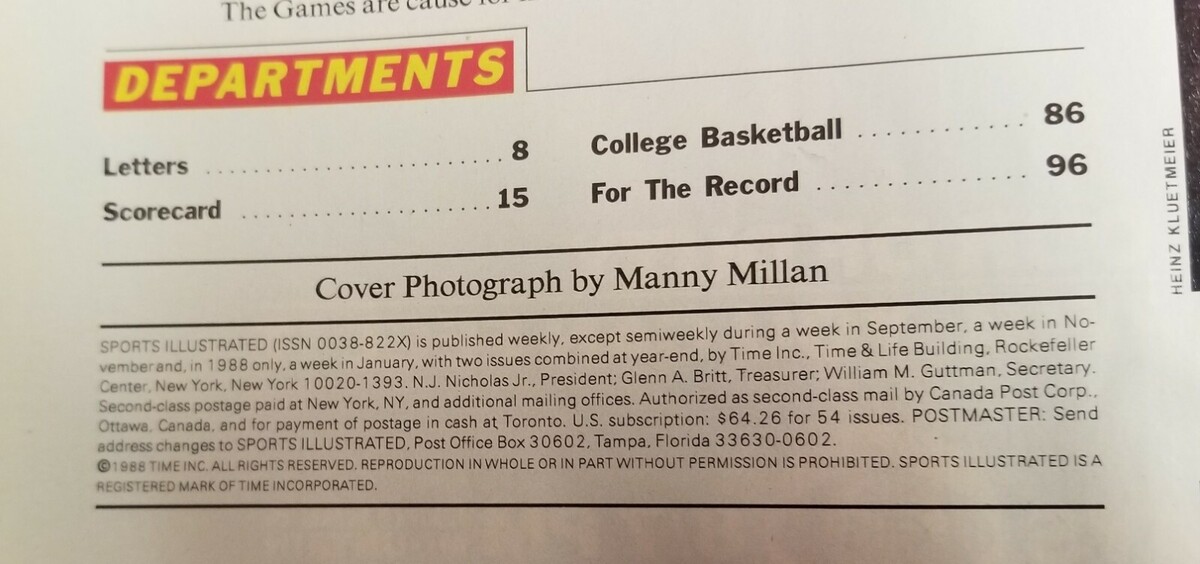 The Games are cause for
DEPARTMENTS
Letters ........................ 8
Scorecard .................... 15
College Basketball ............ 86
For The Record ............... 96
Cover Photograph by Manny Millan
SPORTS ILLUSTRATED (ISSN 0038-822X) is published weekly, except semiweekly during a week in September, a week in No-
vember and, in 1988 only, a week in January, with two issues combined at year-end, by Time Inc., Time & Life Building, Rockefeller
Center, New York, New York 10020-1393. N.J. Nicholas Jr., President; Glenn A. Britt, Treasurer; William M. Guttman, Secretary.
Second-class postage paid at New York, NY, and additional mailing offices. Authorized as second-class mail by Canada Post Corp.,
Ottawa, Canada, and for payment of postage in cash at Toronto. U.S. subscription: $64.26 for 54 issues. POSTMASTER: Send
address changes to SPORTS ILLUSTRATED, Post Office Box 30602, Tampa, Florida 33630-0602.
©1988 TIME INC. ALL RIGHTS RESERVED. REPRODUCTION IN WHOLE OR IN PART WITHOUT PERMISSION IS PROHIBITED. SPORTS ILLUSTRATED IS A
REGISTERED MARK OF TIME INCORPORATED.
HEINZ KLUETMEIER